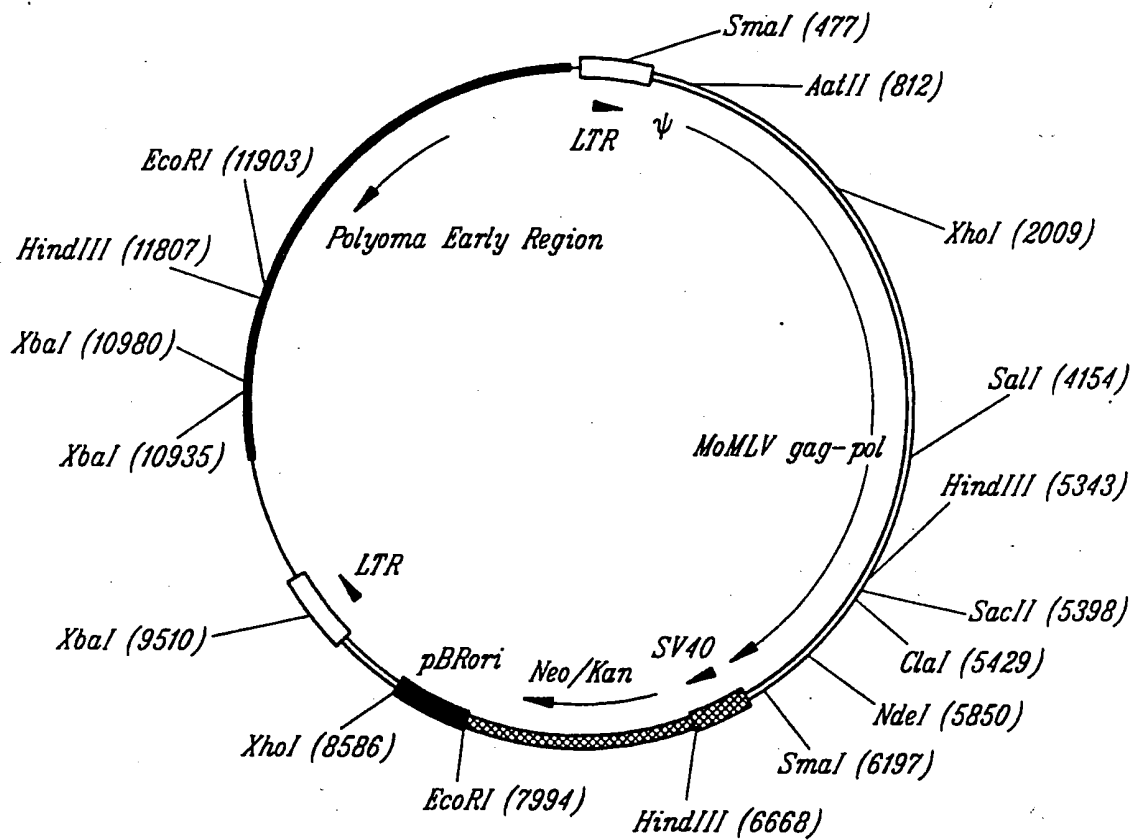 SmaI (477)
AatII (812)
LTR
ψ
EcoRI (11903)
XhoI (2009)
Polyoma Early Region
HindIII (11807)
XbaI (10980)
SalI (4154)
XbaI (10935)
MoMLV gag-pol
HindIII (5343)
LTR
SacII (5398)
XbaI (9510)
pBRori
Neo/Kan
SV40
ClaI (5429)
NdeI (5850)
XhoI (8586)
SmaI (6197)
EcoRI (7994)
HindIII (6668)